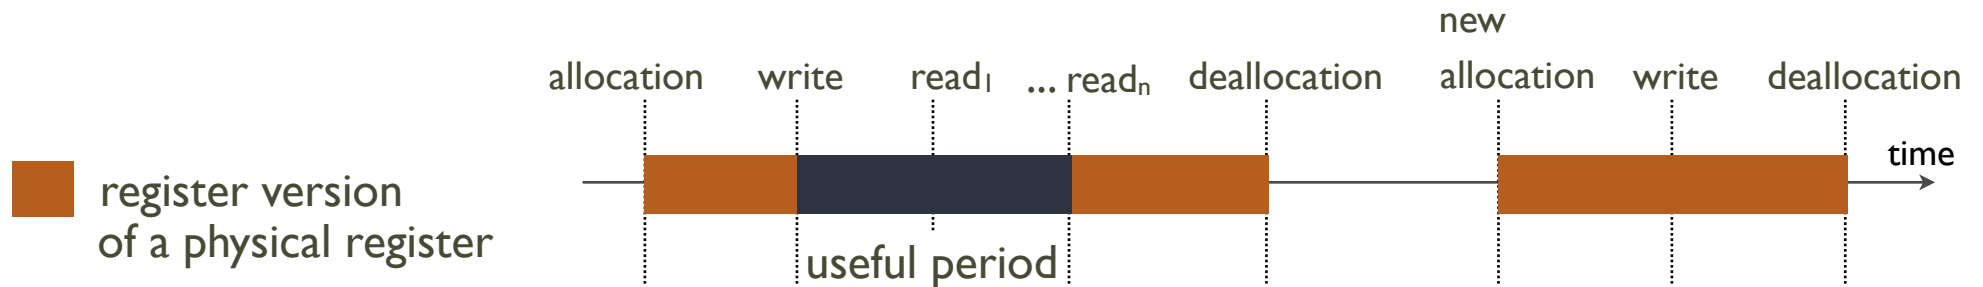 new
allocation write read1 ... readn deallocation allocation write deallocation
time
register version
of a physical register
useful period